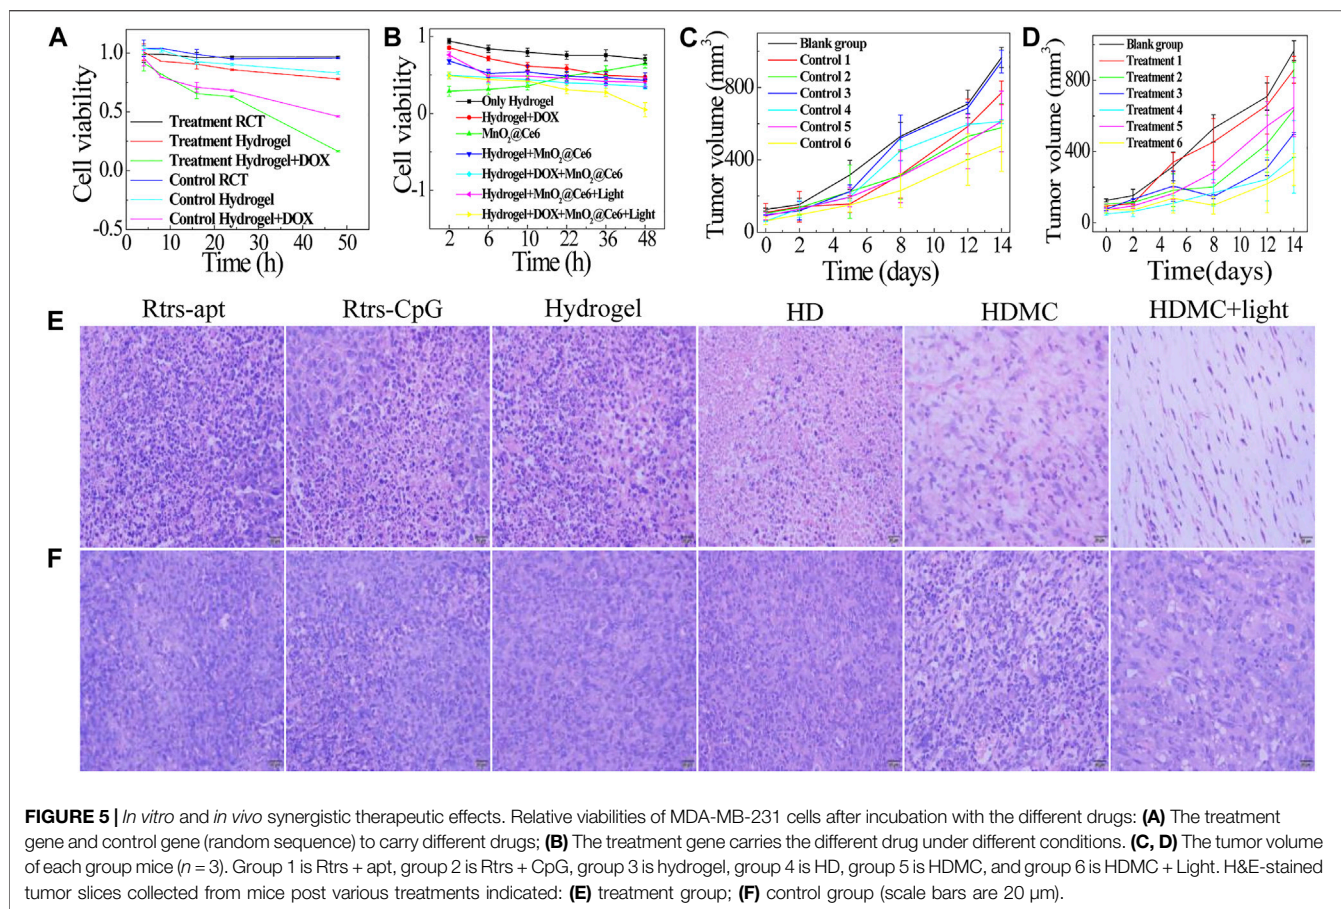 A
Cell viability
1.0
0.5
0.0
-0.5
Treatment RCT
Treatment Hydrogel
Treatment Hydrogel+DOX
Control RCT
Control Hydrogel
Control Hydrogel+DOX
0 10 20 30 40 50
Time (h)
B
Cell viability
1
0
-1
Only Hydrogel
Hydrogel+DOX
MnO₂@Ce6
Hydrogel+MnO₂@Ce6
Hydrogel+DOX+MnO₂@Ce6
Hydrogel+MnO₂@Ce6+Light
Hydrogel+DOX+MnO₂@Ce6+Light
2 6 10 22 36 48
Time (h)
C
Tumor volume (mm³)
800
400
0
Blank group
Control 1
Control 2
Control 3
Control 4
Control 5
Control 6
0 2 4 6 8 10 12 14
Time (days)
D
Tumor volume (mm³)
800
400
0
Blank group
Treatment 1
Treatment 2
Treatment 3
Treatment 4
Treatment 5
Treatment 6
0 2 4 6 8 10 12 14
Time(days)
E
Rtrs-apt Rtrs-CpG Hydrogel HD HDMC HDMC+light
F
FIGURE 5 | In vitro and in vivo synergistic therapeutic effects. Relative viabilities of MDA-MB-231 cells after incubation with the different drugs: (A) The treatment
gene and control gene (random sequence) to carry different drugs; (B) The treatment gene carries the different drug under different conditions. (C, D) The tumor volume
of each group mice (n = 3). Group 1 is Rtrs + apt, group 2 is Rtrs + CpG, group 3 is hydrogel, group 4 is HD, group 5 is HDMC, and group 6 is HDMC + Light. H&E-stained
tumor slices collected from mice post various treatments indicated: (E) treatment group; (F) control group (scale bars are 20 µm).